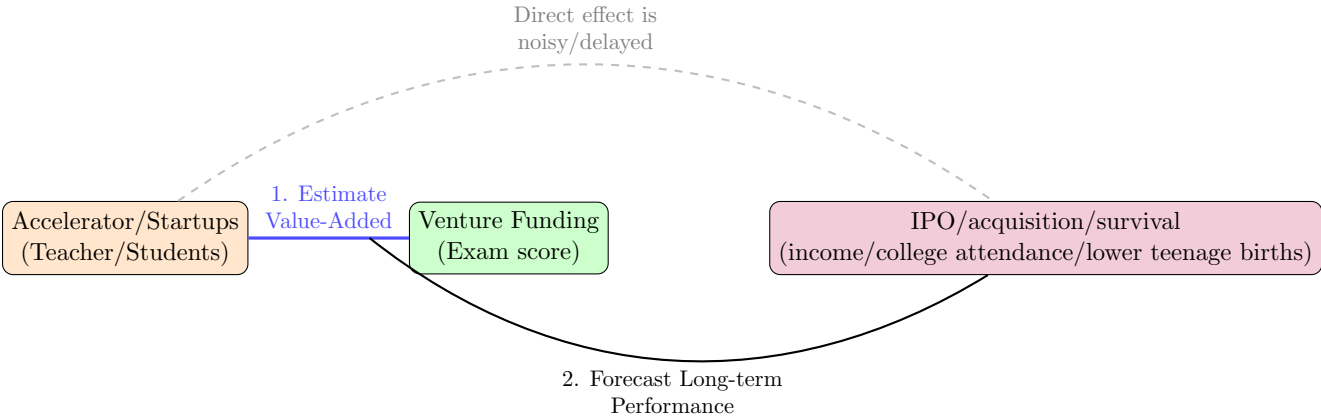 Direct effect is
noisy/delayed
1. Estimate
Value-Added
Accelerator/Startups
(Teacher/Students)
Venture Funding
(Exam score)
IPO/acquisition/survival
(income/college attendance/lower teenage births)
2. Forecast Long-term
Performance